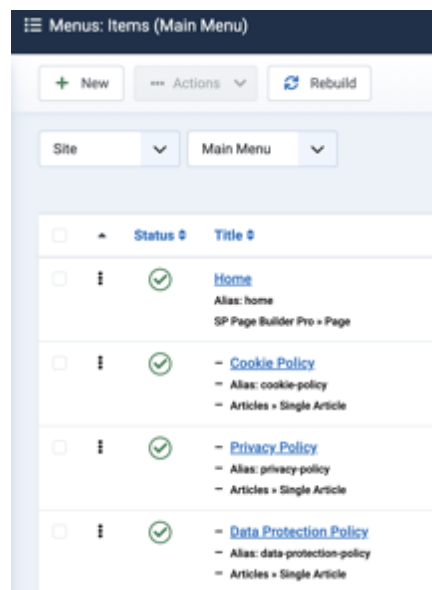 Menus: Items (Main Menu)
+ New
••• Actions
Rebuild
Site
Main Menu
Status
Title
Home
Alias: home
SP Page Builder Pro » Page
– Cookie Policy
– Alias: cookie-policy
– Articles » Single Article
– Privacy Policy
– Alias: privacy-policy
– Articles » Single Article
– Data Protection Policy
– Alias: data-protection-policy
– Articles » Single Article